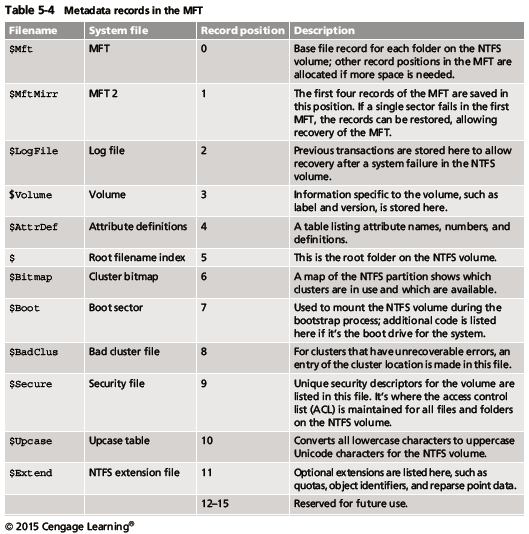 Table 5-4 Metadata records in the MFT
Filename System file Record position Description
$Mft MFT 0 Base file record for each folder on the NTFS
volume; other record positions in the MFT are
allocated if more space is needed.
$MftMirr MFT 2 1 The first four records of the MFT are saved in
this position. If a single sector fails in the first
MFT, the records can be restored, allowing
recovery of the MFT.
$LogFile Log file 2 Previous transactions are stored here to allow
recovery after a system failure in the NTFS
volume.
$Volume Volume 3 Information specific to the volume, such as
label and version, is stored here.
$AttrDef Attribute definitions 4 A table listing attribute names, numbers, and
definitions.
$ Root filename index 5 This is the root folder on the NTFS volume.
$Bitmap Cluster bitmap 6 A map of the NTFS partition shows which
clusters are in use and which are available.
$Boot Boot sector 7 Used to mount the NTFS volume during the
bootstrap process; additional code is listed
here if it's the boot drive for the system.
$BadClus Bad cluster file 8 For clusters that have unrecoverable errors, an
entry of the cluster location is made in this file.
$Secure Security file 9 Unique security descriptors for the volume are
listed in this file. It's where the access control
list (ACL) is maintained for all files and folders
on the NTFS volume.
$Upcase Upcase table 10 Converts all lowercase characters to uppercase
Unicode characters for the NTFS volume.
$Extend NTFS extension file 11 Optional extensions are listed here, such as
quotas, object identifiers, and reparse point data.
12–15 Reserved for future use.
© 2015 Cengage Learning®